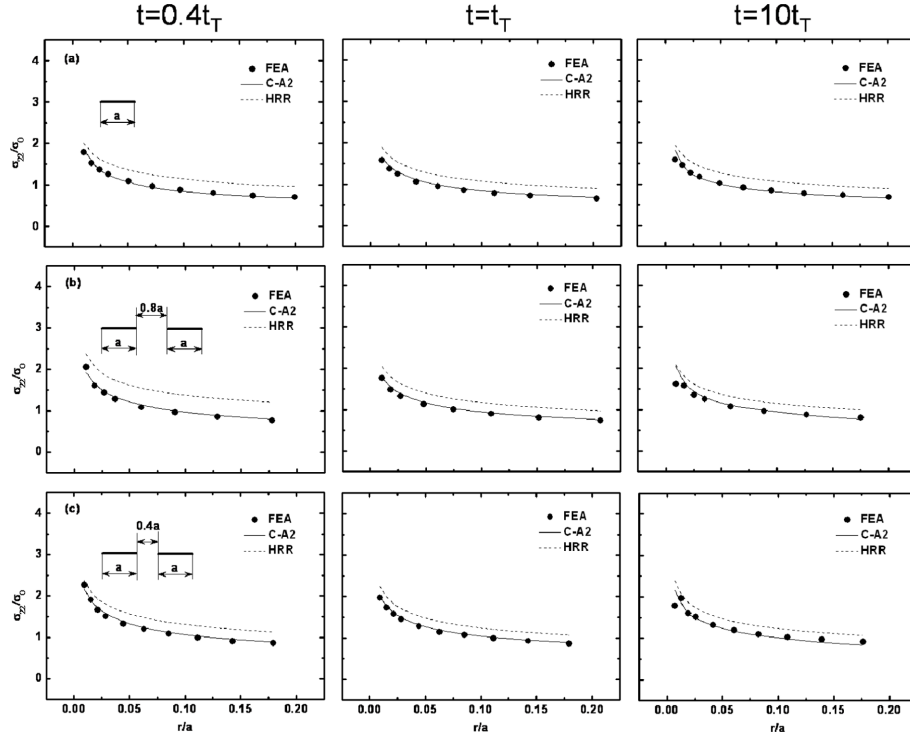 t=0.4t_T
t=t_T
t=10t_T
(a)
FEA
C-A2
HRR
a
σ22/σ0
4
3
2
1
0
FEA
C-A2
HRR
FEA
C-A2
HRR
(b)
0.8a
a
a
FEA
C-A2
HRR
σ22/σ0
4
3
2
1
0
FEA
C-A2
HRR
FEA
C-A2
HRR
(c)
0.4a
a
a
FEA
C-A2
HRR
σ22/σ0
4
3
2
1
0
FEA
C-A2
HRR
FEA
C-A2
HRR
0.00 0.05 0.10 0.15 0.20
r/a
0.00 0.05 0.10 0.15 0.20
r/a
0.00 0.05 0.10 0.15 0.20
r/a